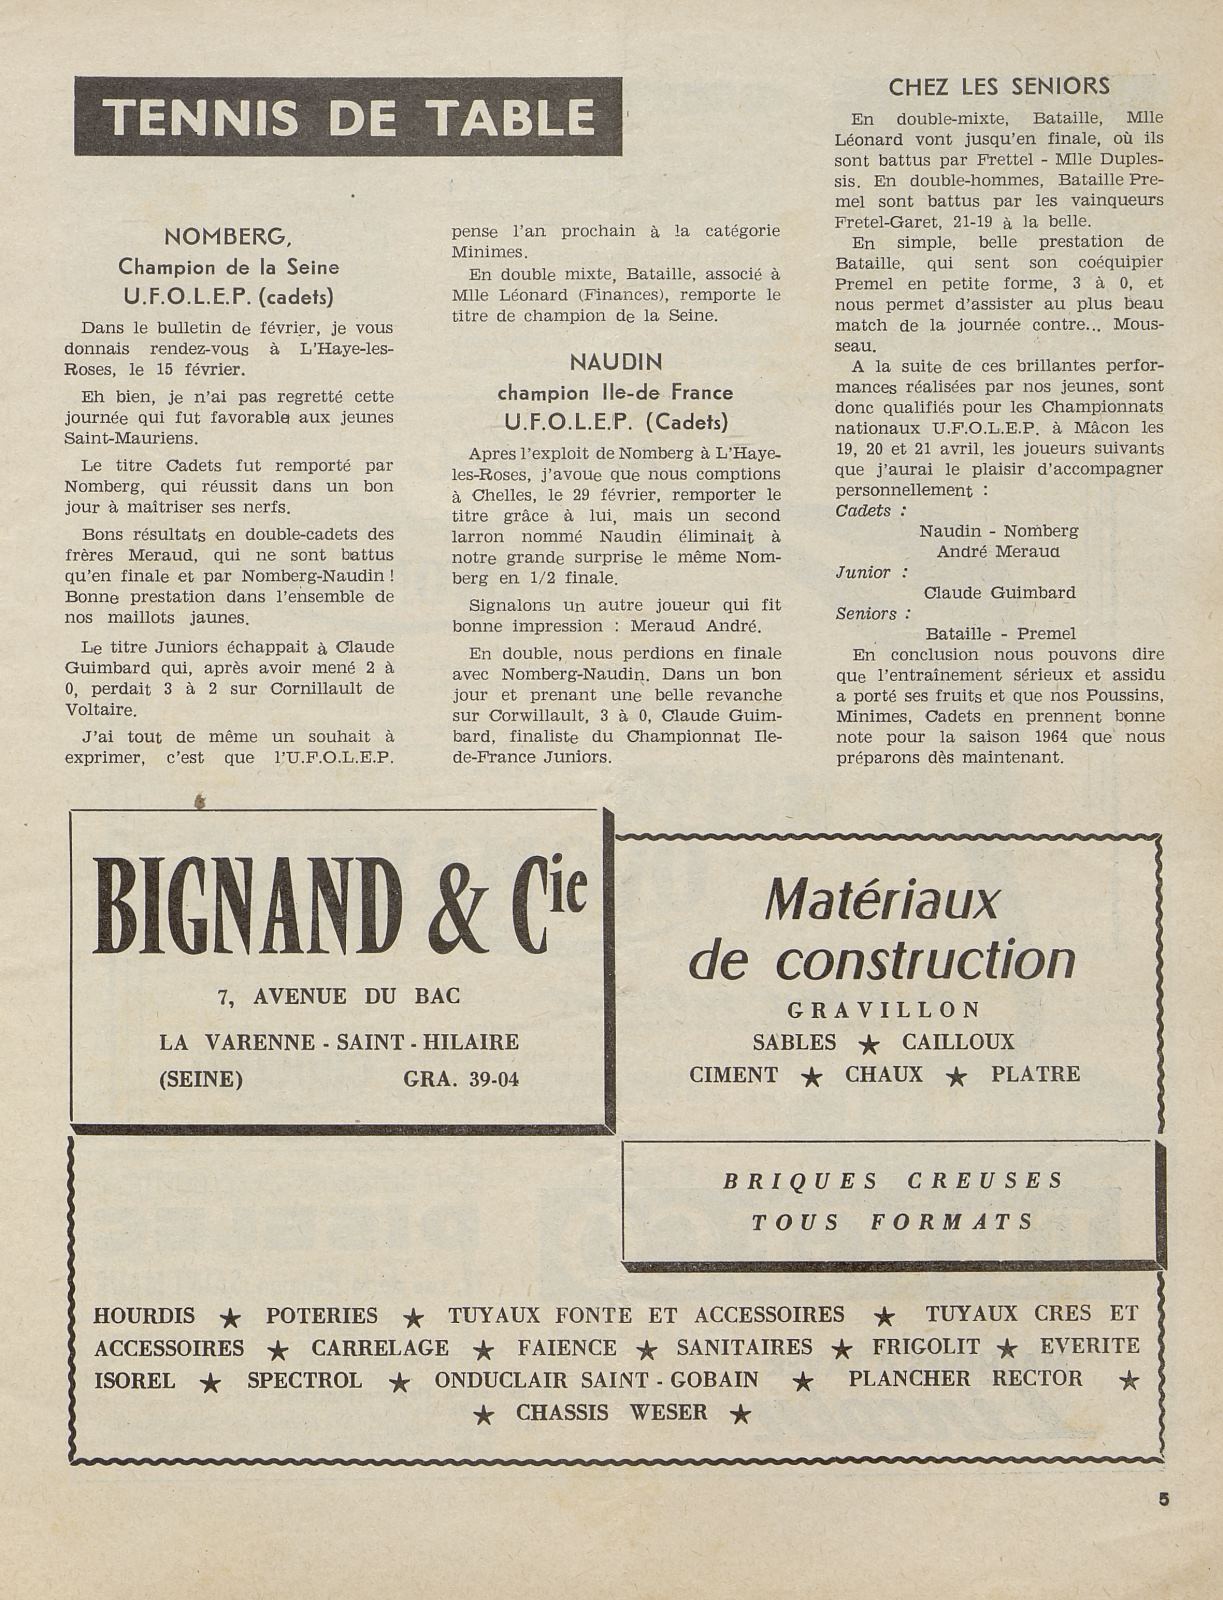 TENNIS DE TABLE
NOMBERG,
Champion de la Seine
U.F.O.L.E.P. (cadets)
Dans le bulletin de février, je vous
donnais rendez-vous à L'Haye-les-
Roses, le 15 février.
Eh bien, je n'ai pas regretté cette
journée qui fut favorable aux jeunes
Saint-Mauriens.
Le titre Cadets fut remporté par
Nomberg, qui réussit dans un bon
jour à maîtriser ses nerfs.
Bons résultats en double-cadets des
frères Meraud, qui ne sont battus
qu'en finale et par Nomberg-Naudin !
Bonne prestation dans l'ensemble de
nos maillots jaunes.
Le titre Juniors échappait à Claude
Guimbard qui, après avoir mené 2 à
0, perdait 3 à 2 sur Cornillault de
Voltaire.
J'ai tout de même un souhait à
exprimer, c'est que l'U.F.O.L.E.P.
pense l'an prochain à la catégorie
Minimes.
En double mixte, Bataille, associé à
Mlle Léonard (Finances), remporte le
titre de champion de la Seine.
NAUDIN
champion Ile-de France
U.F.O.L.E.P. (Cadets)
Apres l'exploit de Nomberg à L'Haye-
les-Roses, j'avoue que nous comptions
à Chelles, le 29 février, remporter le
titre grâce à lui, mais un second
larron nommé Naudin éliminait à
notre grande surprise le même Nom-
berg en 1/2 finale.
Signalons un autre joueur qui fit
bonne impression : Meraud André.
En double, nous perdions en finale
avec Nomberg-Naudin. Dans un bon
jour et prenant une belle revanche
sur Corwillault, 3 à 0, Claude Guim-
bard, finaliste du Championnat Ile-
de-France Juniors.
CHEZ LES SENIORS
En double-mixte, Bataille, Mlle
Léonard vont jusqu'en finale, où ils
sont battus par Frettel - Mlle Duples-
sis. En double-hommes, Bataille Pre-
mel sont battus par les vainqueurs
Fretel-Garet, 21-19 à la belle.
En simple, belle prestation de
Bataille, qui sent son coéquipier
Premel en petite forme, 3 à 0, et
nous permet d'assister au plus beau
match de la journée contre... Mous-
seau.
A la suite de ces brillantes perfor-
mances réalisées par nos jeunes, sont
donc qualifiés pour les Championnats
nationaux U.F.O.L.E.P. à Mâcon les
19, 20 et 21 avril, les joueurs suivants
que j'aurai le plaisir d'accompagner
personnellement :
Cadets :
Naudin - Nomberg
André Meraud
Junior :
Claude Guimbard
Seniors :
Bataille - Premel
En conclusion nous pouvons dire
que l'entraînement sérieux et assidu
a porté ses fruits et que nos Poussins,
Minimes, Cadets en prennent bonne
note pour la saison 1964 que nous
préparons dès maintenant.
BIGNAND & Cie
7, AVENUE DU BAC
LA VARENNE - SAINT - HILAIRE
(SEINE) GRA. 39-04
Matériaux
de construction
GRAVILLON
SABLES ★ CAILLOUX
CIMENT ★ CHAUX ★ PLATRE
BRIQUES CREUSES
TOUS FORMATS
HOURDIS ★ POTERIES ★ TUYAUX FONTE ET ACCESSOIRES ★ TUYAUX CRES ET
ACCESSOIRES ★ CARRELAGE ★ FAIENCE ★ SANITAIRES ★ FRIGOLIT ★ EVERITE
ISOREL ★ SPECTROL ★ ONDUCLAIR SAINT - GOBAIN ★ PLANCHER RECTOR ★
★ CHASSIS WESER ★
5